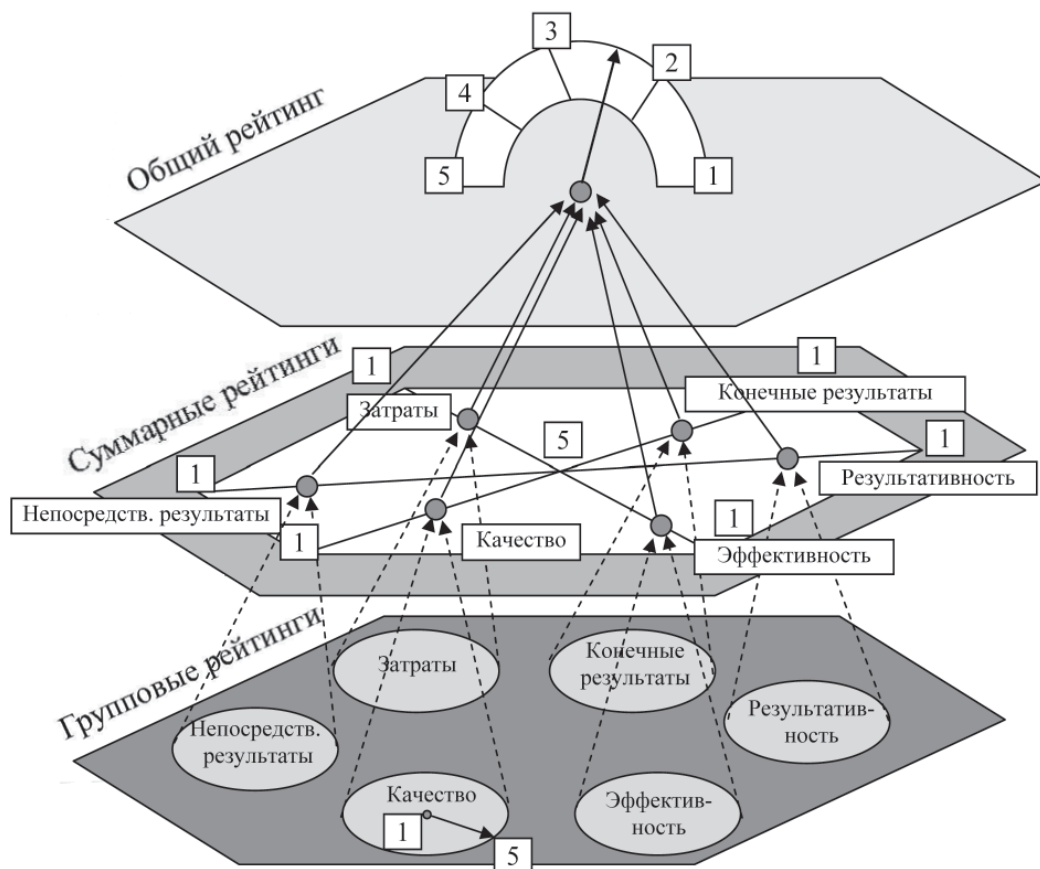 3
2
4
Общий рейтинг
5
1
Суммарные рейтинги
1
1
Конечные результаты
Затраты
5
1
1
Результативность
Непосредств. результаты
1
Качество
1
Эффективность
Групповые рейтинги
Затраты
Конечные
результаты
Непосредств.
результаты
Результатив-
ность
Качество
1
5
Эффектив-
ность